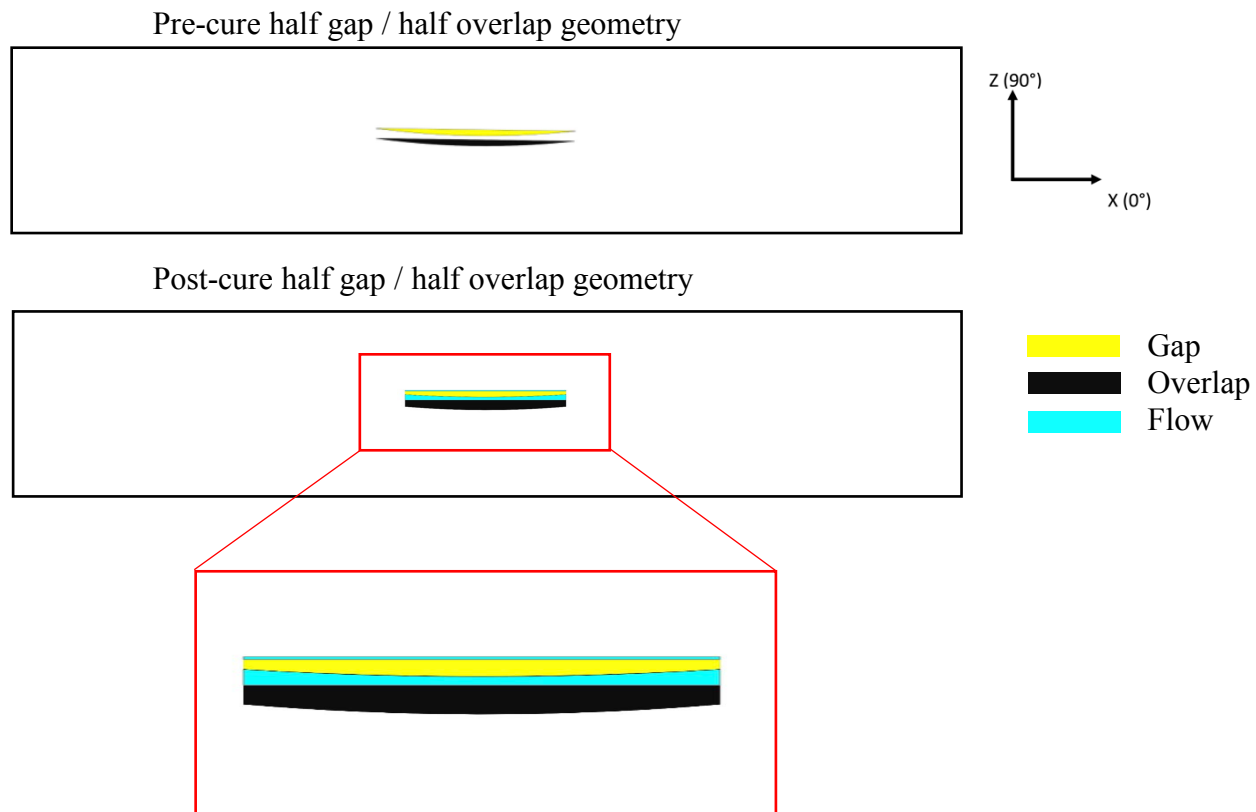 Pre-cure half gap / half overlap geometry
Z (90°)
X (0°)
Post-cure half gap / half overlap geometry
Gap
Overlap
Flow